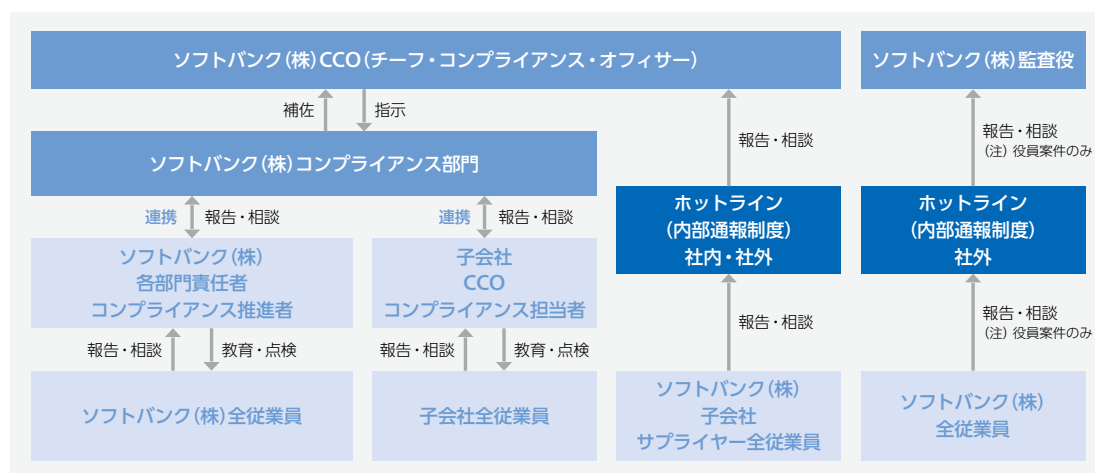 ソフトバンク(株)CCO(チーフ・コンプライアンス・オフィサー)
ソフトバンク(株)監査役
補佐
指示
報告・相談
報告・相談
(注) 役員案件のみ
ソフトバンク(株)コンプライアンス部門
ホットライン
(内部通報制度)
社内・社外
ホットライン
(内部通報制度)
社外
連携
報告・相談
連携
報告・相談
ソフトバンク(株)
各部門責任者
コンプライアンス推進者
子会社
CCO
コンプライアンス担当者
報告・相談
報告・相談
(注) 役員案件のみ
報告・相談
教育・点検
報告・相談
教育・点検
ソフトバンク(株)全従業員
子会社全従業員
ソフトバンク(株)
子会社
サプライヤー全従業員
ソフトバンク(株)
全従業員